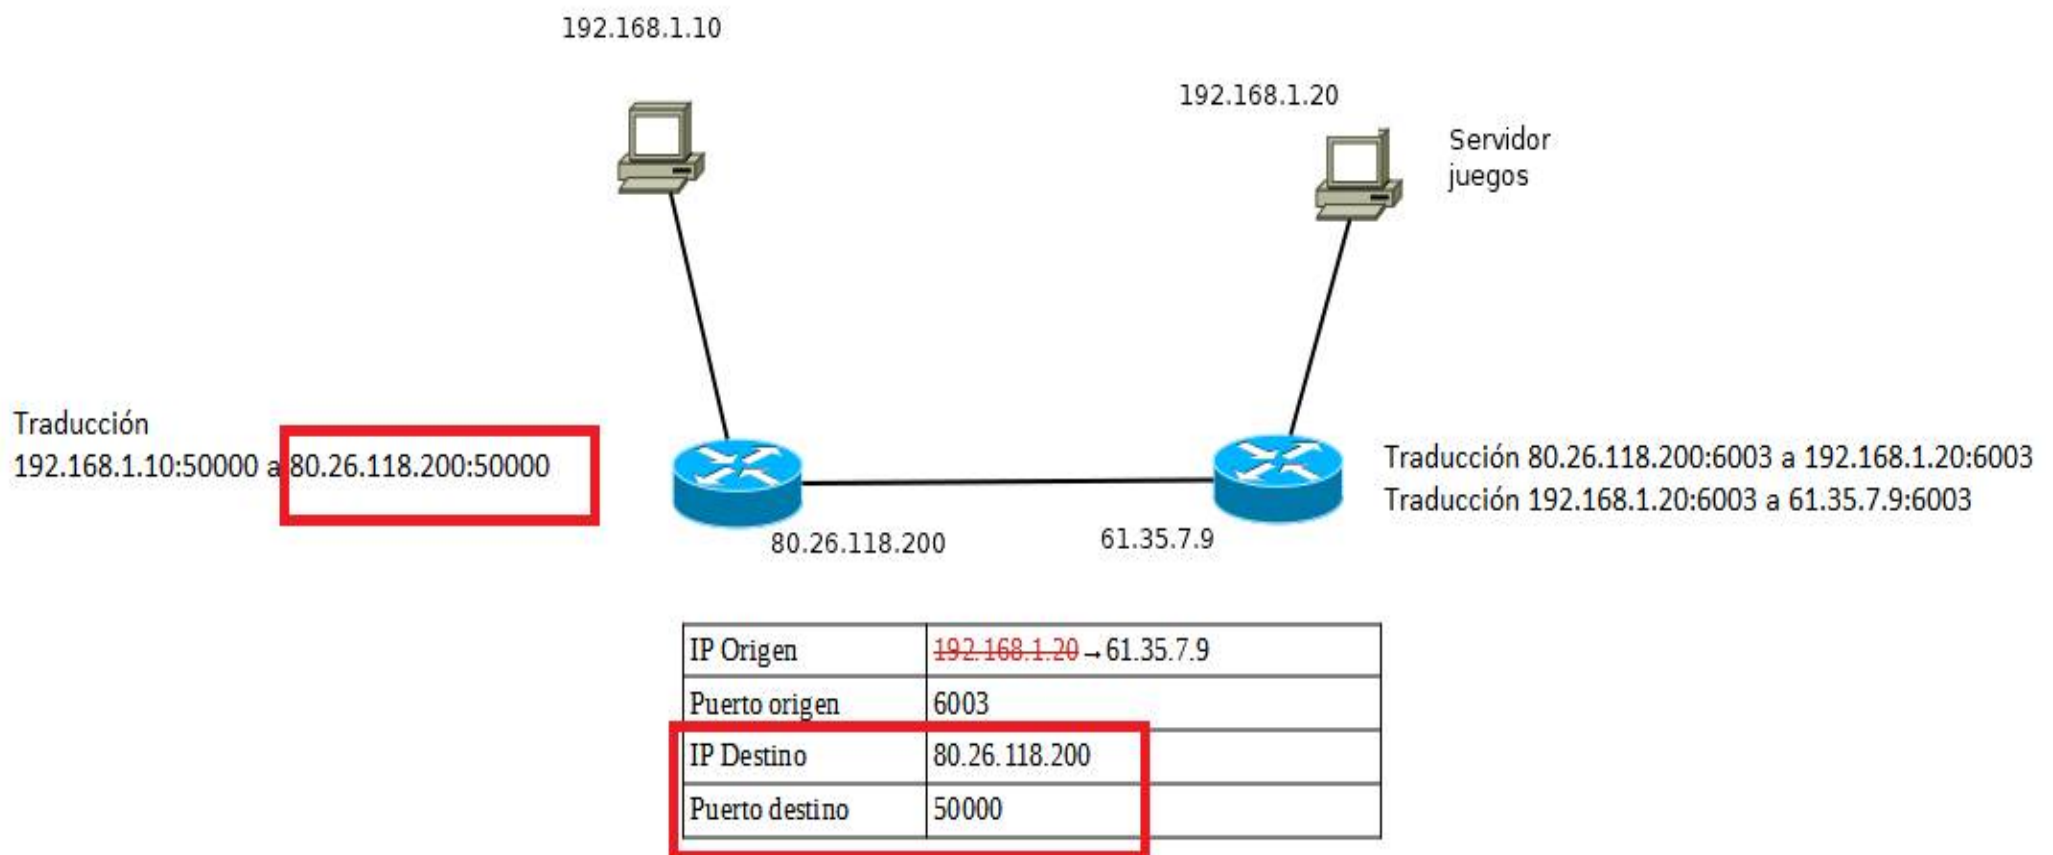 192.168.1.10
192.168.1.20
Servidor
juegos
Traducción
192.168.1.10:50000 a 80.26.118.200:50000
Traducción 80.26.118.200:6003 a 192.168.1.20:6003
Traducción 192.168.1.20:6003 a 61.35.7.9:6003
80.26.118.200
61.35.7.9
IP Origen 192.168.1.20→61.35.7.9
Puerto origen 6003
IP Destino 80.26.118.200
Puerto destino 50000